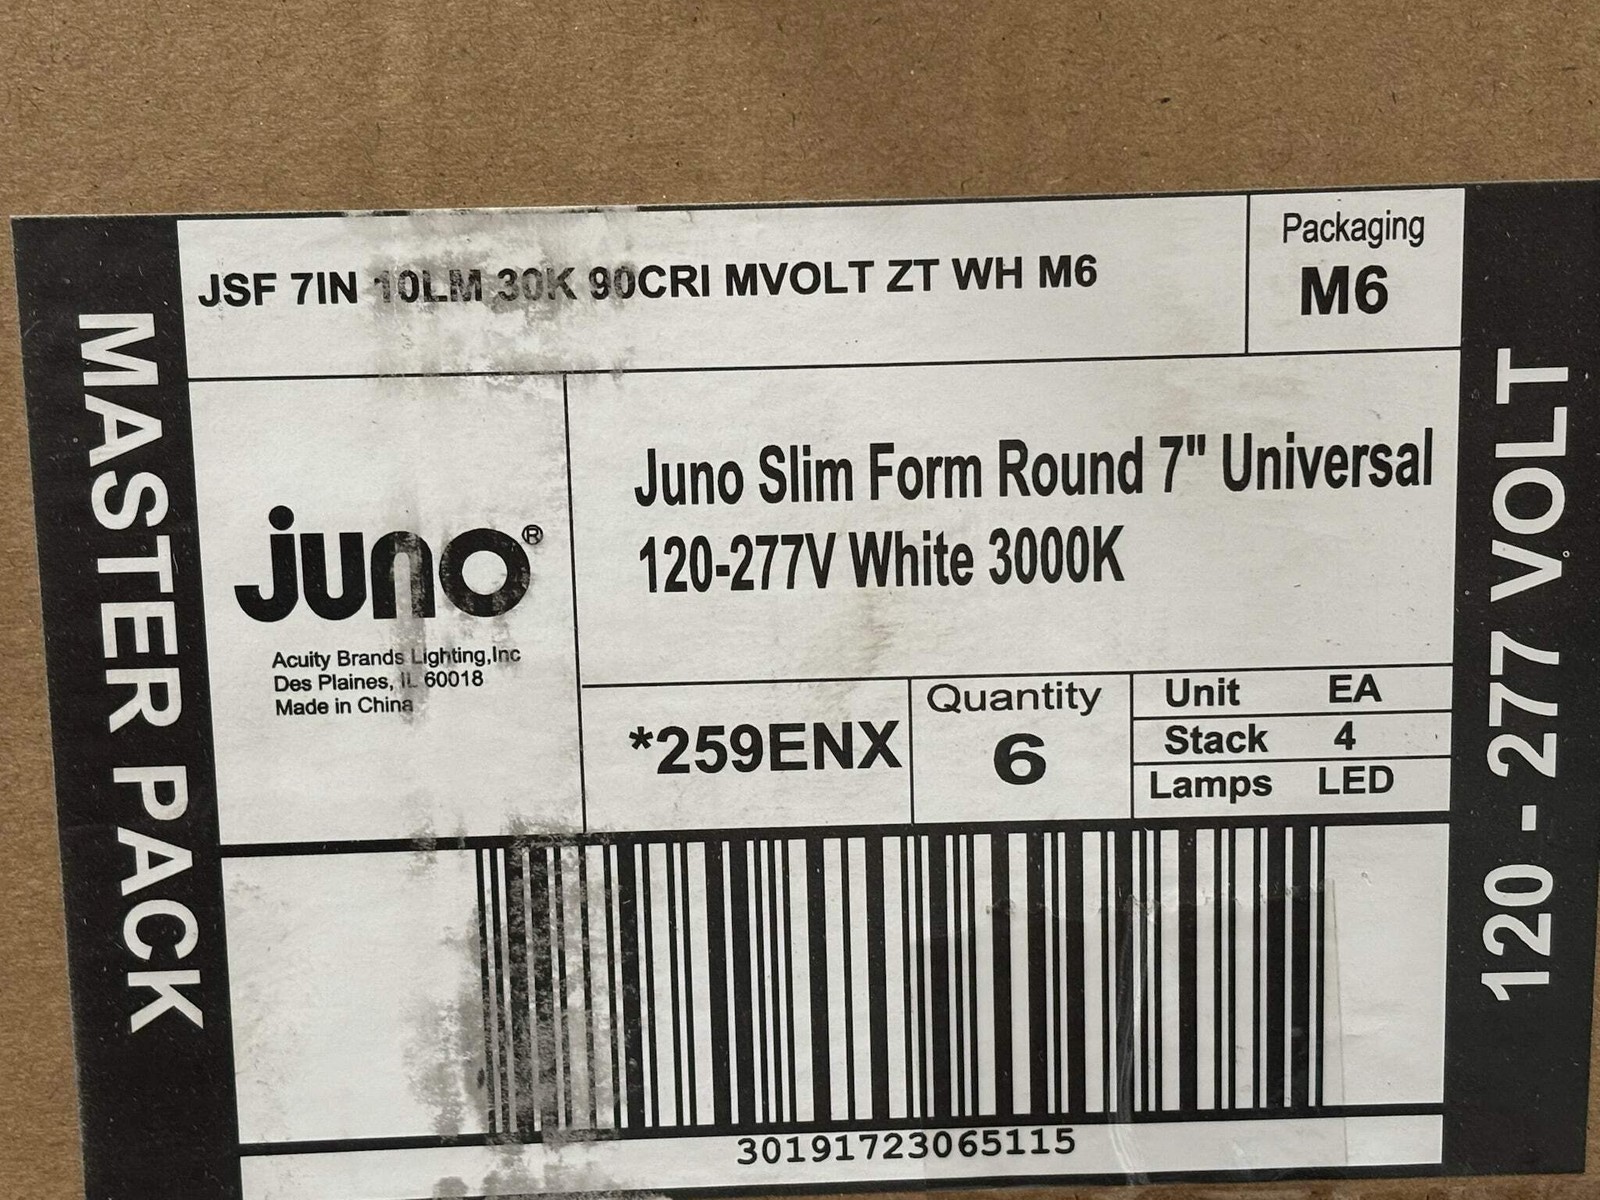 MASTER PACK
JSF 7IN 10LM 30K 90CRI MVOLT ZT WH M6
Packaging
M6
juno®
Acuity Brands Lighting,Inc
Des Plaines, IL 60018
Made in China
Juno Slim Form Round 7" Universal
120-277V White 3000K
*259ENX
Quantity
6
Unit EA
Stack 4
Lamps LED
30191723065115
120 - 277 VOLT